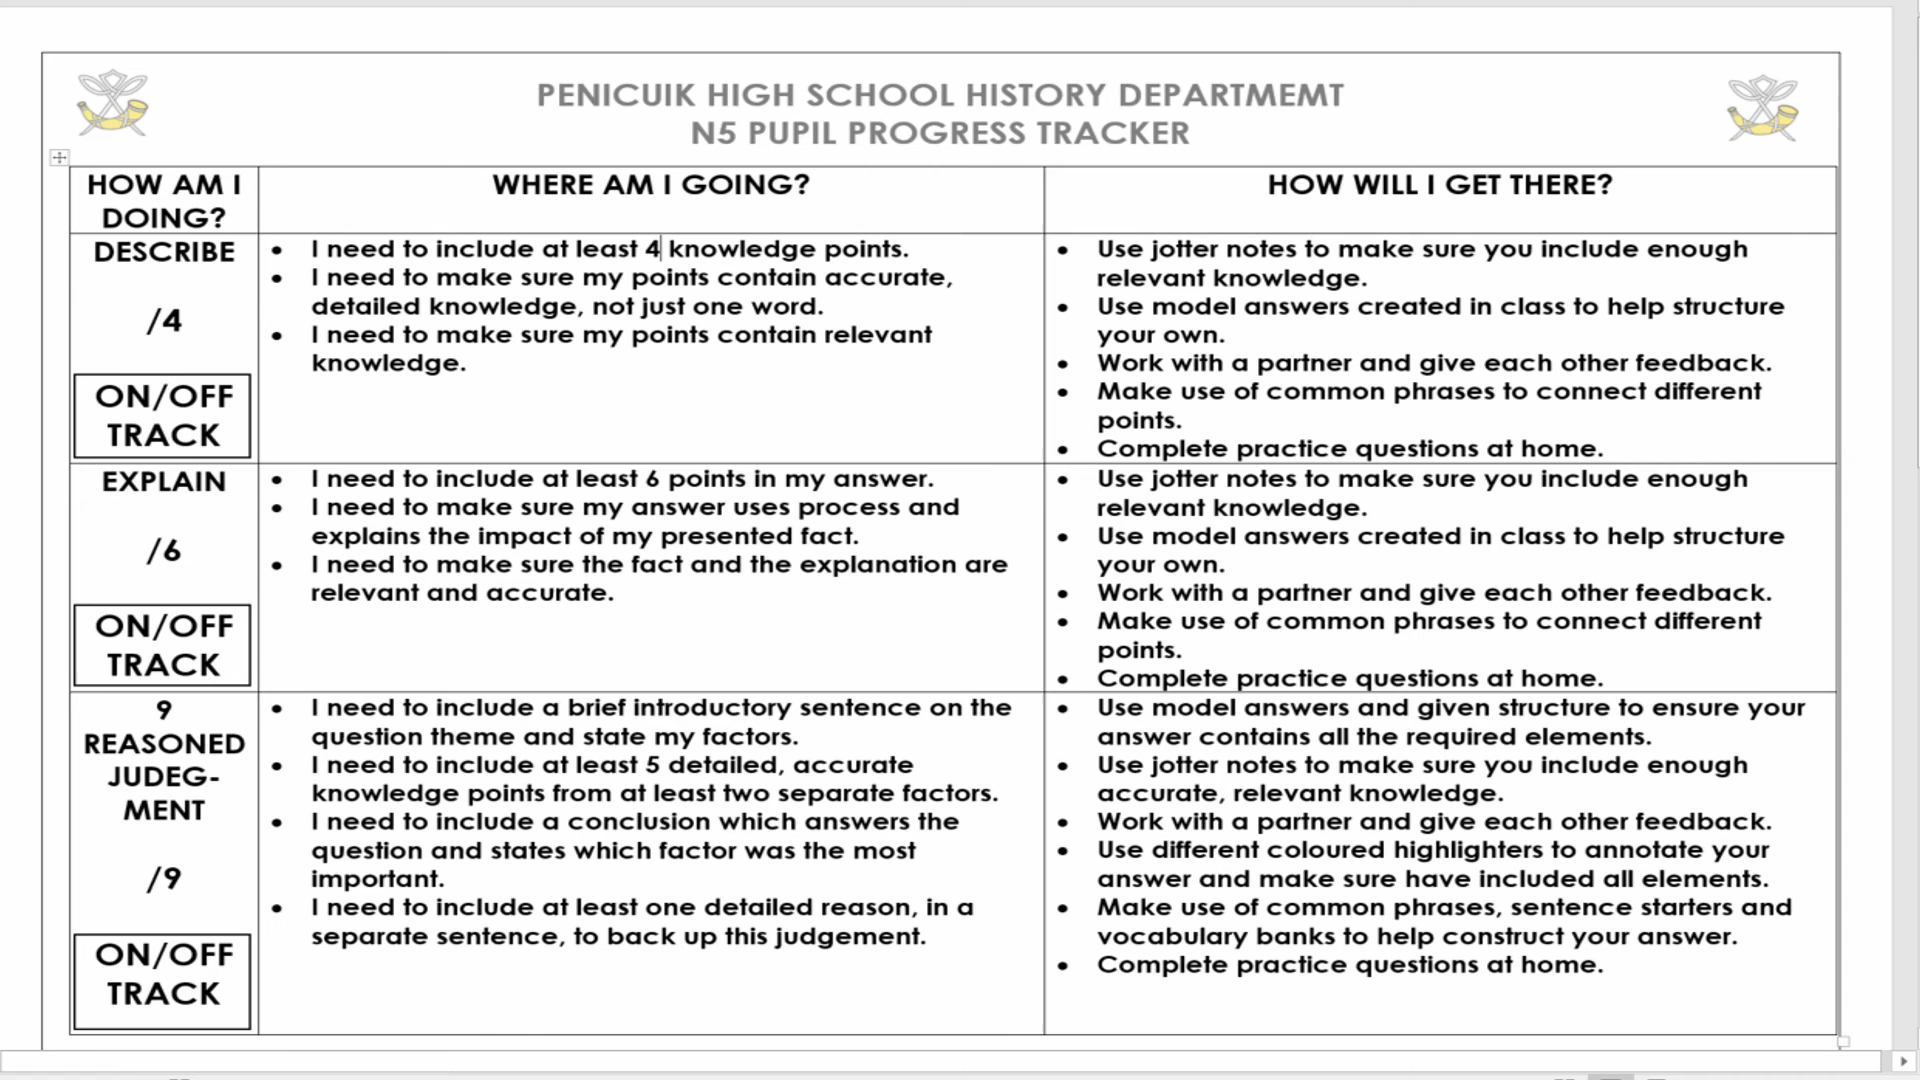 PENICUIK HIGH SCHOOL HISTORY DEPARTMEMT
N5 PUPIL PROGRESS TRACKER
HOW AM I
DOING?
WHERE AM I GOING?
HOW WILL I GET THERE?
DESCRIBE
/4
ON/OFF
TRACK
• I need to include at least 4 knowledge points.
• I need to make sure my points contain accurate,
detailed knowledge, not just one word.
• I need to make sure my points contain relevant
knowledge.
• Use jotter notes to make sure you include enough
relevant knowledge.
• Use model answers created in class to help structure
your own.
• Work with a partner and give each other feedback.
• Make use of common phrases to connect different
points.
• Complete practice questions at home.
EXPLAIN
/6
ON/OFF
TRACK
• I need to include at least 6 points in my answer.
• I need to make sure my answer uses process and
explains the impact of my presented fact.
• I need to make sure the fact and the explanation are
relevant and accurate.
• Use jotter notes to make sure you include enough
relevant knowledge.
• Use model answers created in class to help structure
your own.
• Work with a partner and give each other feedback.
• Make use of common phrases to connect different
points.
• Complete practice questions at home.
9
REASONED
JUDEG-
MENT
/9
ON/OFF
TRACK
• I need to include a brief introductory sentence on the
question theme and state my factors.
• I need to include at least 5 detailed, accurate
knowledge points from at least two separate factors.
• I need to include a conclusion which answers the
question and states which factor was the most
important.
• I need to include at least one detailed reason, in a
separate sentence, to back up this judgement.
• Use model answers and given structure to ensure your
answer contains all the required elements.
• Use jotter notes to make sure you include enough
accurate, relevant knowledge.
• Work with a partner and give each other feedback.
• Use different coloured highlighters to annotate your
answer and make sure have included all elements.
• Make use of common phrases, sentence starters and
vocabulary banks to help construct your answer.
• Complete practice questions at home.